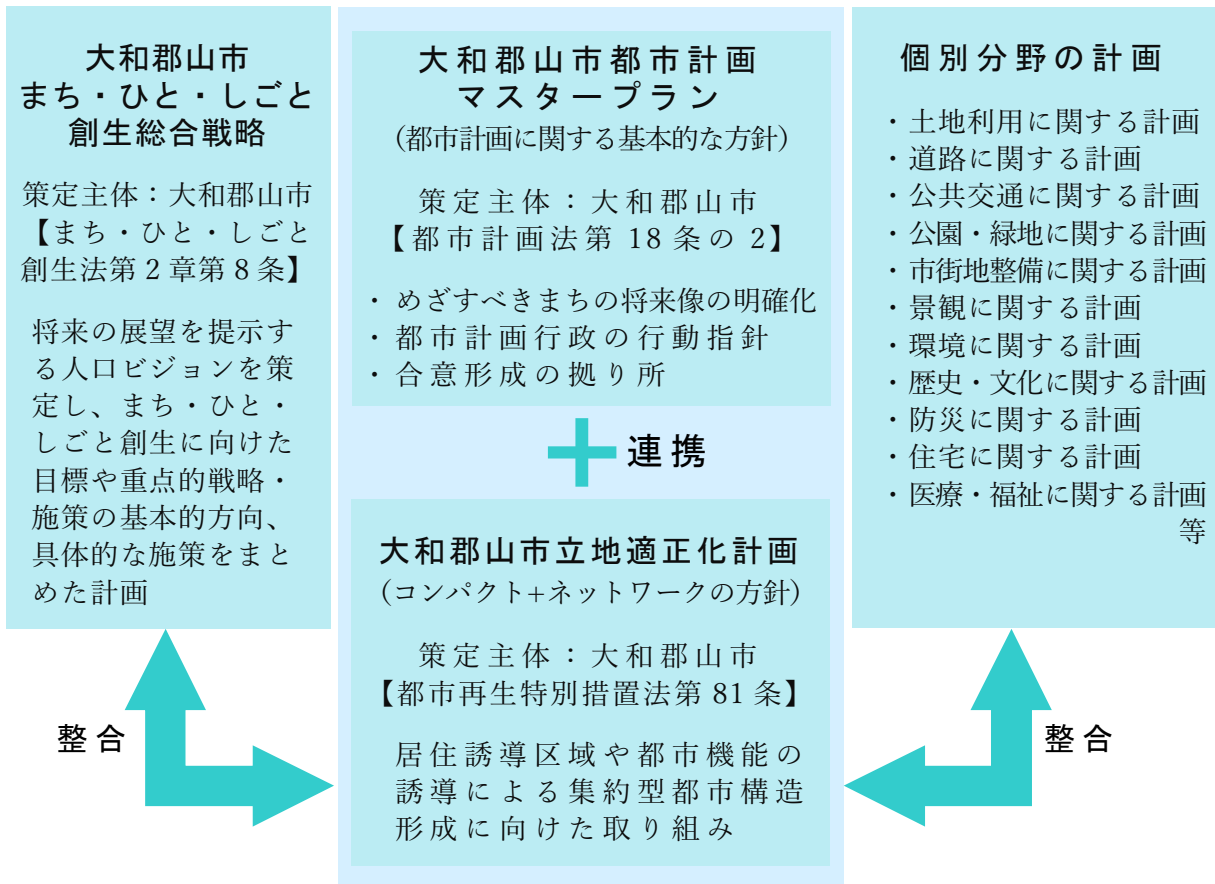 大和郡山市
まち・ひと・しごと
創生総合戦略
策定主体：大和郡山市
【まち・ひと・しごと
創生法第2章第8条】
将来の展望を提示す
る人口ビジョンを策
定し、まち・ひと・
しごと創生に向けた
目標や重点的戦略・
施策の基本的方向、
具体的な施策をまと
めた計画
整合
大和郡山市都市計画
マスタープラン
(都市計画に関する基本的な方針)
策定主体：大和郡山市
【都市計画法第 18 条の 2】
・めざすべきまちの将来像の明確化
・都市計画行政の行動指針
・合意形成の拠り所
連携
大和郡山市立地適正化計画
(コンパクト+ネットワークの方針)
策定主体：大和郡山市
【都市再生特別措置法第 81 条】
居住誘導区域や都市機能の
誘導による集約型都市構造
形成に向けた取り組み
個別分野の計画
・土地利用に関する計画
・道路に関する計画
・公共交通に関する計画
・公園・緑地に関する計画
・市街地整備に関する計画
・景観に関する計画
・環境に関する計画
・歴史・文化に関する計画
・防災に関する計画
・住宅に関する計画
・医療・福祉に関する計画
等
整合